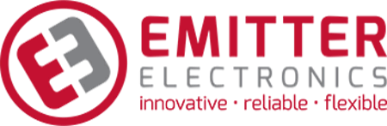 EMITTER
ELECTRONICS
innovative · reliable · flexible